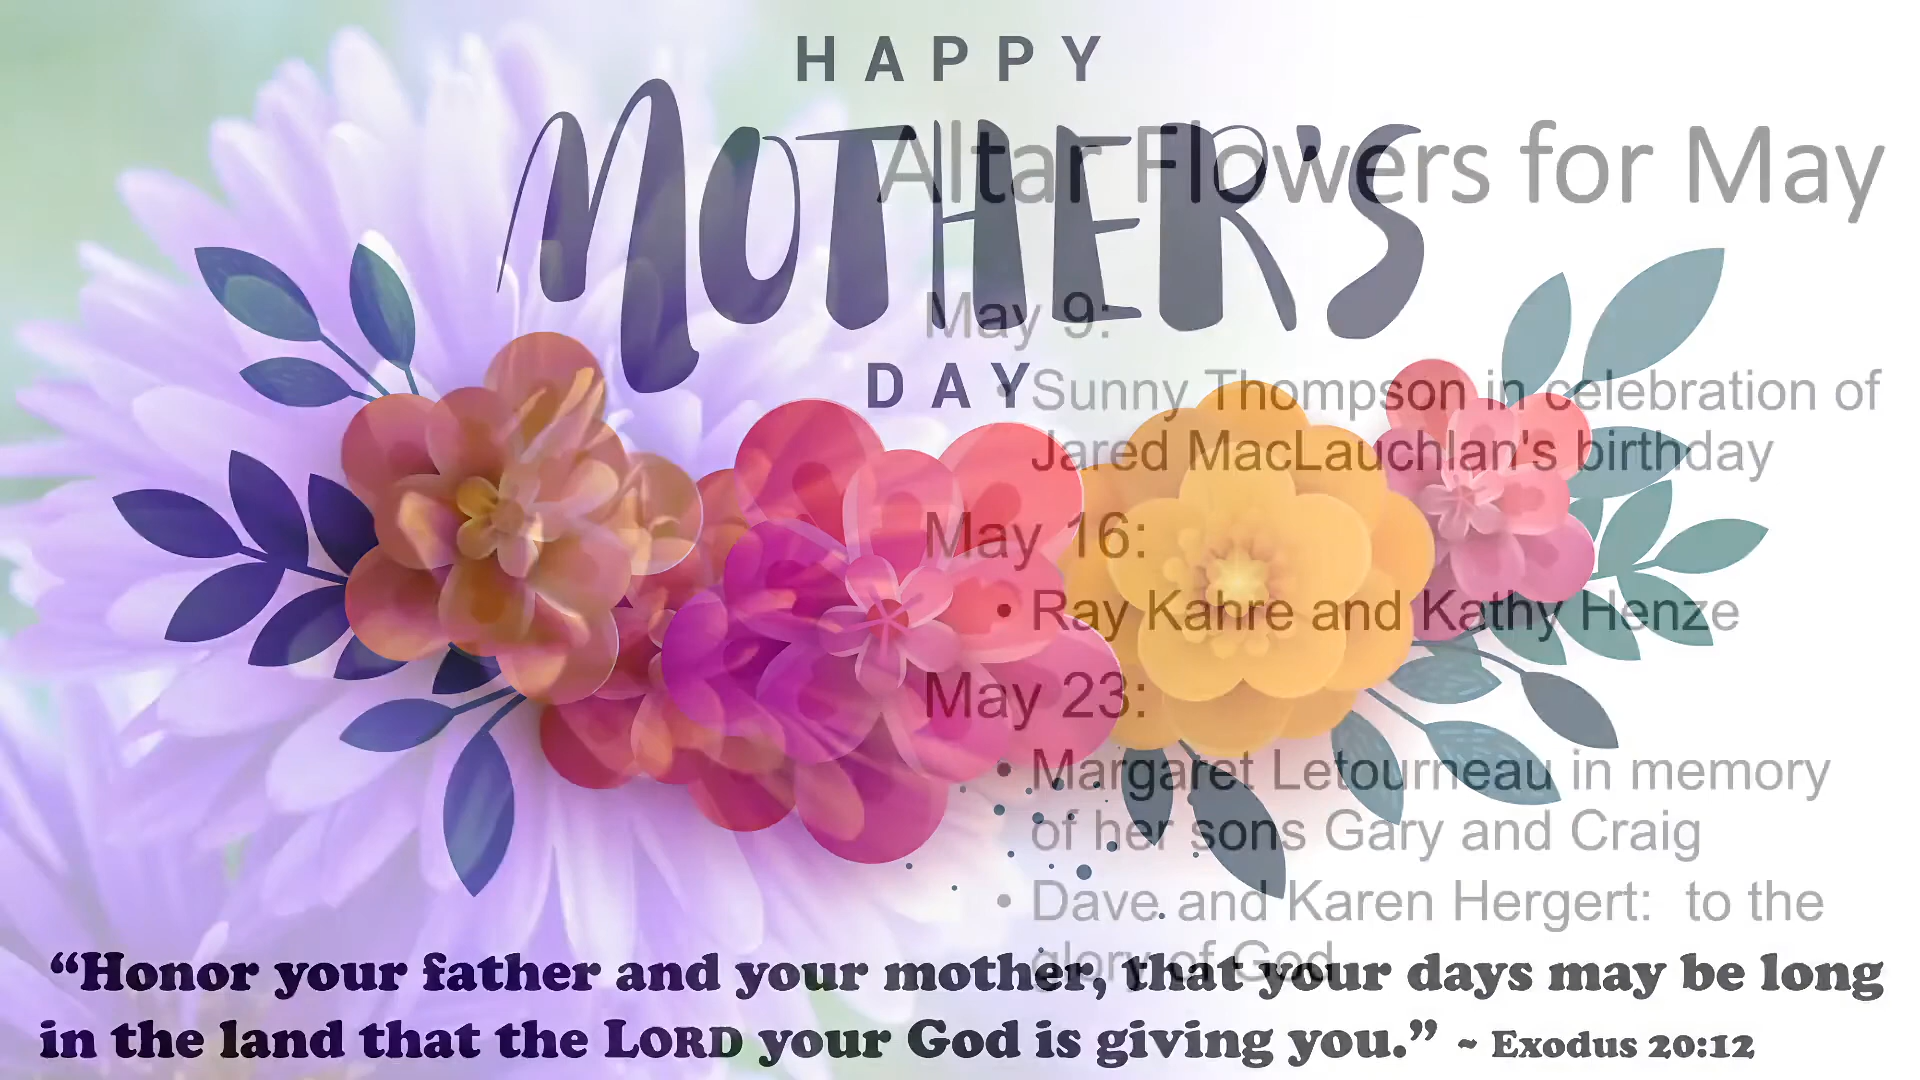 HAPPY
MOTHER'S
DAY
Altar Flowers for May
May 9:
• Sunny Thompson in celebration of
Jared MacLauchlan's birthday
May 16:
• Ray Kahre and Kathy Henze
May 23:
• Margaret Letourneau in memory
of her sons Gary and Craig
• Dave and Karen Hergert:  to the
glory of God
“Honor your father and your mother, that your days may be long
in the land that the LORD your God is giving you.” ~ Exodus 20:12